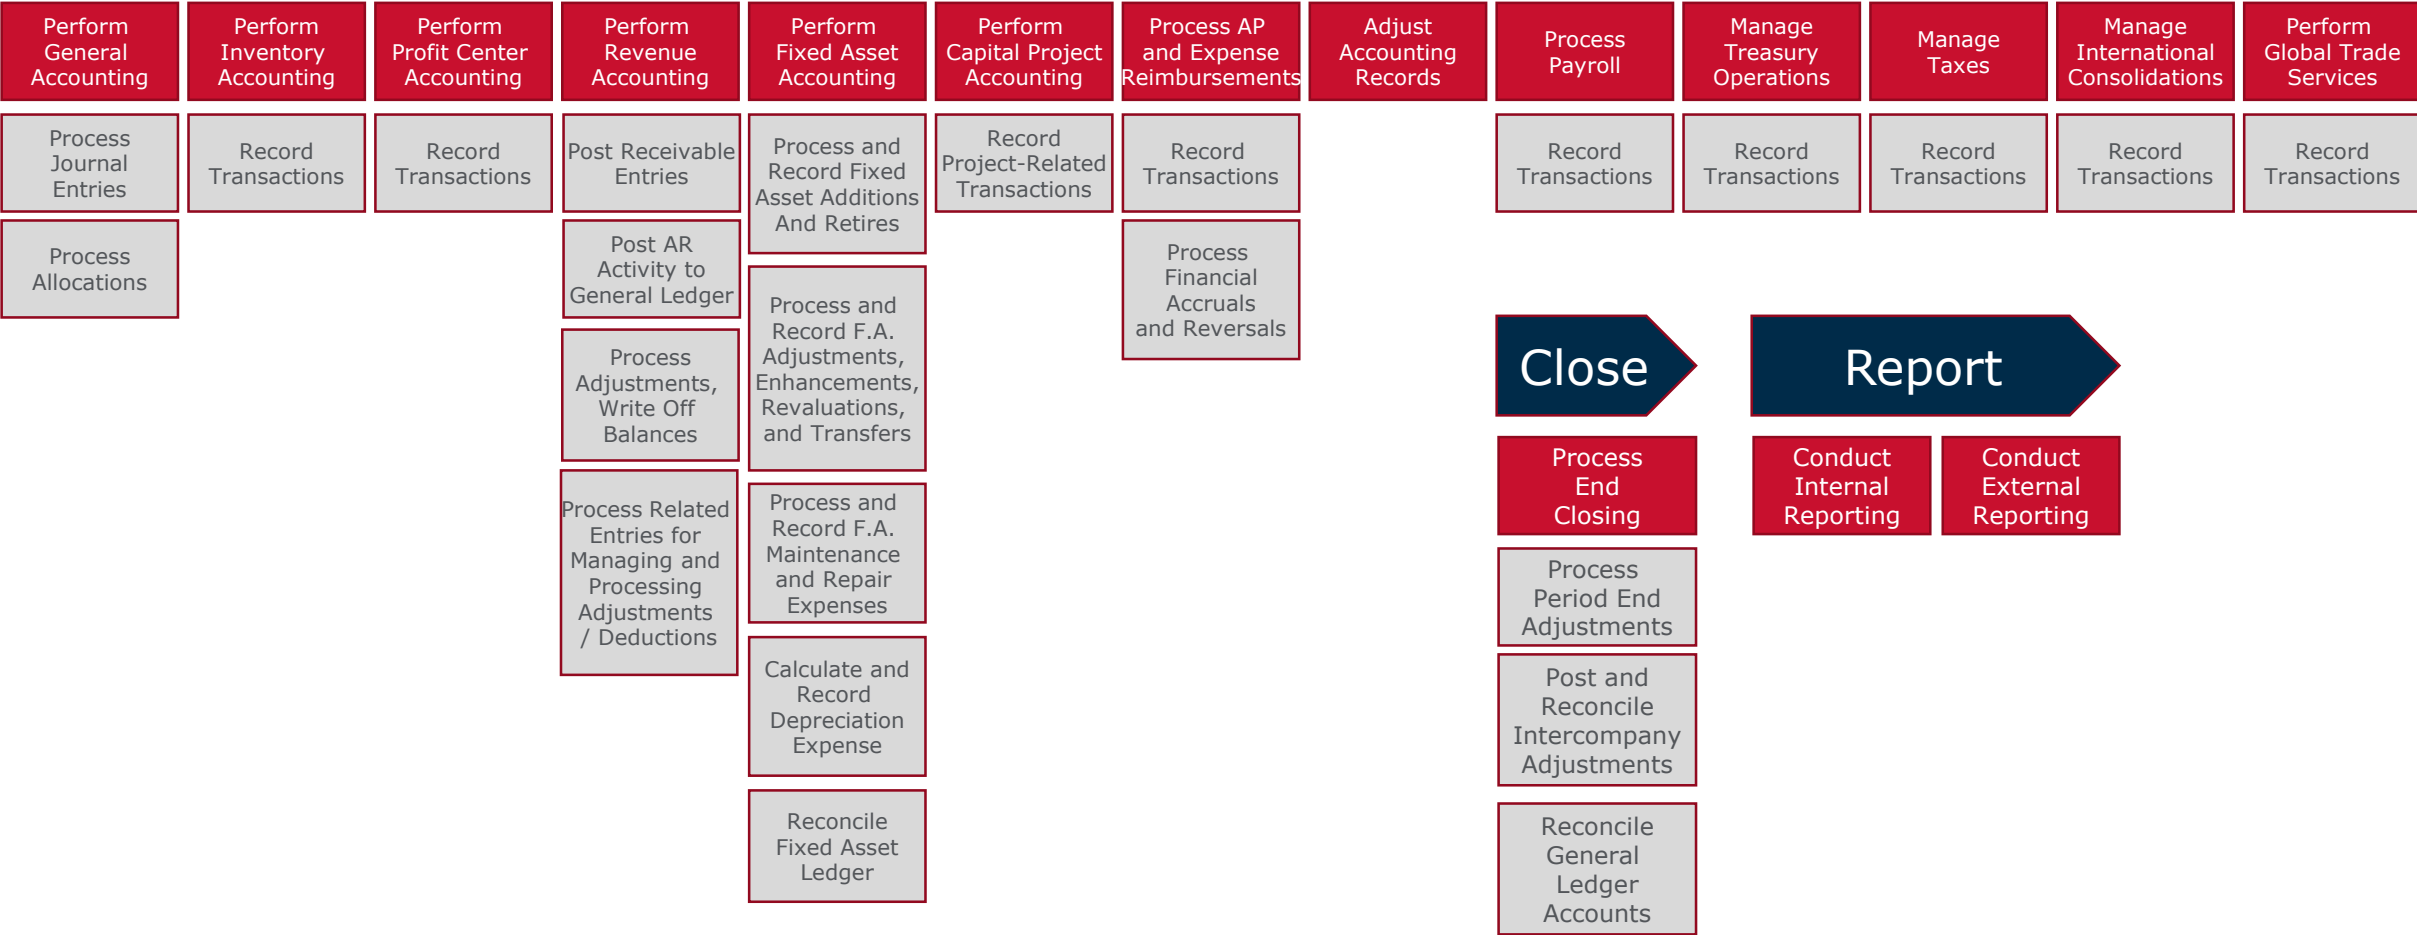 Perform
General
Accounting
Perform
Inventory
Accounting
Perform
Profit Center
Accounting
Perform
Revenue
Accounting
Perform
Fixed Asset
Accounting
Perform
Capital Project
Accounting
Process AP
and Expense
Reimbursements
Adjust
Accounting
Records
Process
Payroll
Manage
Treasury
Operations
Manage
Taxes
Manage
International
Consolidations
Perform
Global Trade
Services
Process
Journal
Entries
Process
Allocations
Record
Transactions
Record
Transactions
Post Receivable
Entries
Post AR
Activity to
General Ledger
Process
Adjustments,
Write Off
Balances
Process Related
Entries for
Managing and
Processing
Adjustments
/ Deductions
Process and
Record Fixed
Asset Additions
And Retires
Process and
Record F.A.
Adjustments,
Enhancements,
Revaluations,
and Transfers
Process and
Record F.A.
Maintenance
and Repair
Expenses
Calculate and
Record
Depreciation
Expense
Reconcile
Fixed Asset
Ledger
Record
Project-Related
Transactions
Record
Transactions
Process
Financial
Accruals
and Reversals
Record
Transactions
Record
Transactions
Record
Transactions
Record
Transactions
Record
Transactions
Close
Process
End
Closing
Process
Period End
Adjustments
Post and
Reconcile
Intercompany
Adjustments
Reconcile
General
Ledger
Accounts
Report
Conduct
Internal
Reporting
Conduct
External
Reporting